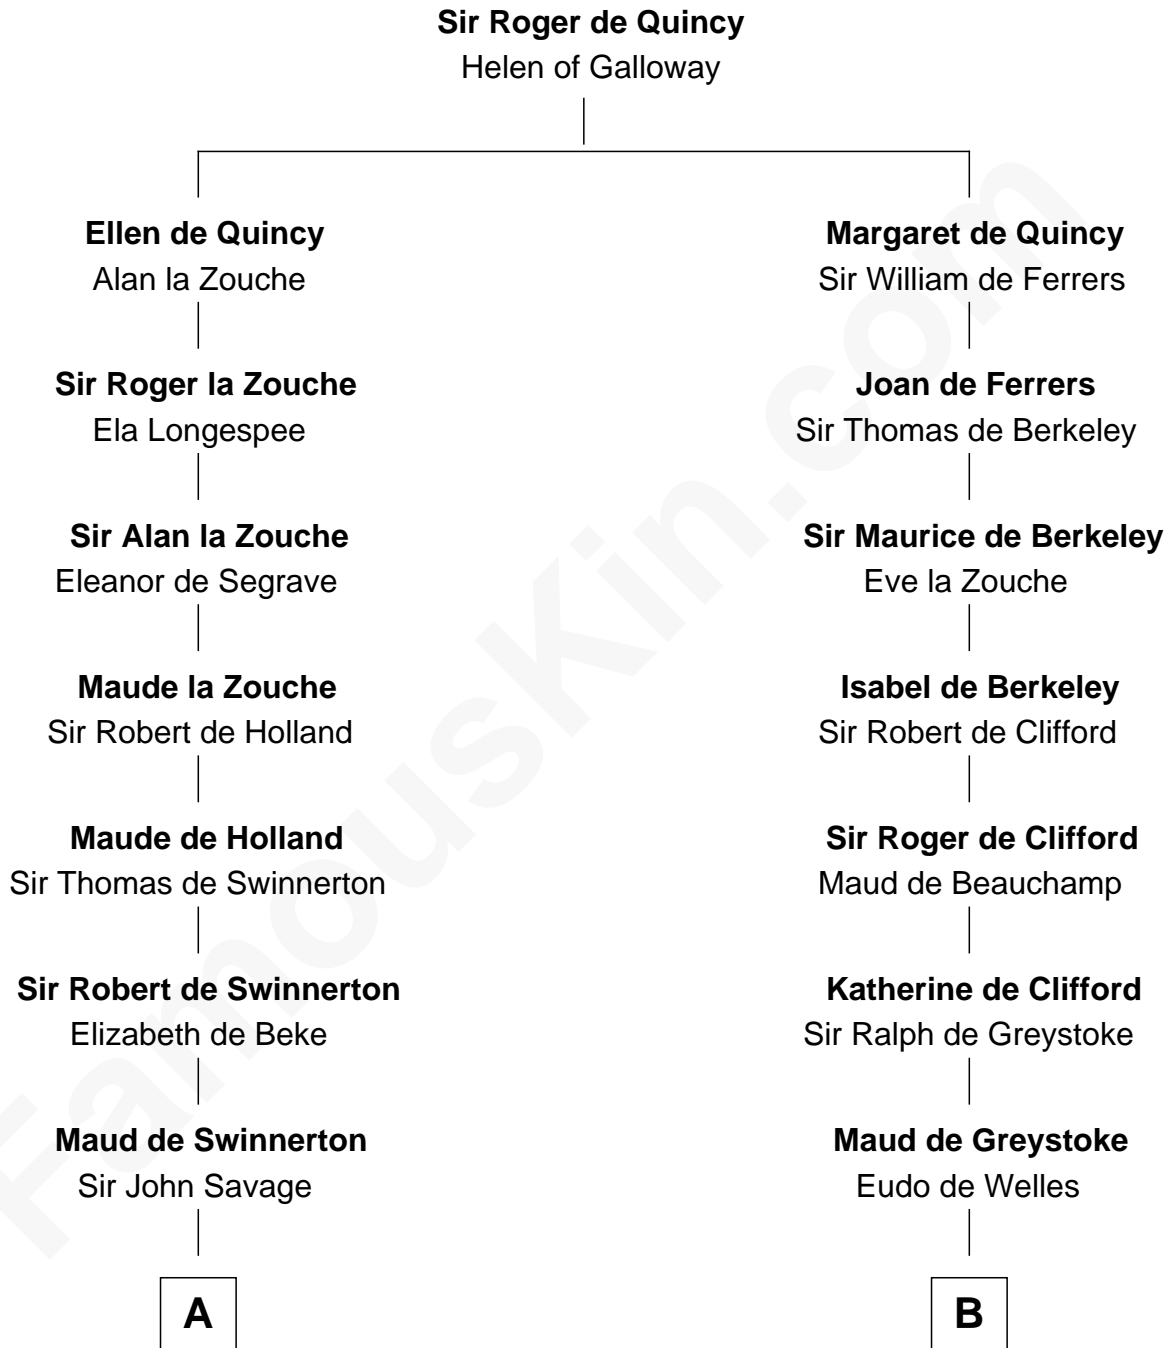 Sir Roger de Quincy
Helen of Galloway
Ellen de Quincy
Alan la Zouche
Margaret de Quincy
Sir William de Ferrers
Sir Roger la Zouche
Ela Longespee
Joan de Ferrers
Sir Thomas de Berkeley
Sir Alan la Zouche
Eleanor de Segrave
Sir Maurice de Berkeley
Eve la Zouche
Maude la Zouche
Sir Robert de Holland
Isabel de Berkeley
Sir Robert de Clifford
Maude de Holland
Sir Thomas de Swinnerton
Sir Roger de Clifford
Maud de Beauchamp
Sir Robert de Swinnerton
Elizabeth de Beke
Katherine de Clifford
Sir Ralph de Greystoke
Maud de Swinnerton
Sir John Savage
Maud de Greystoke
Eudo de Welles
A
B
FamousKin.com